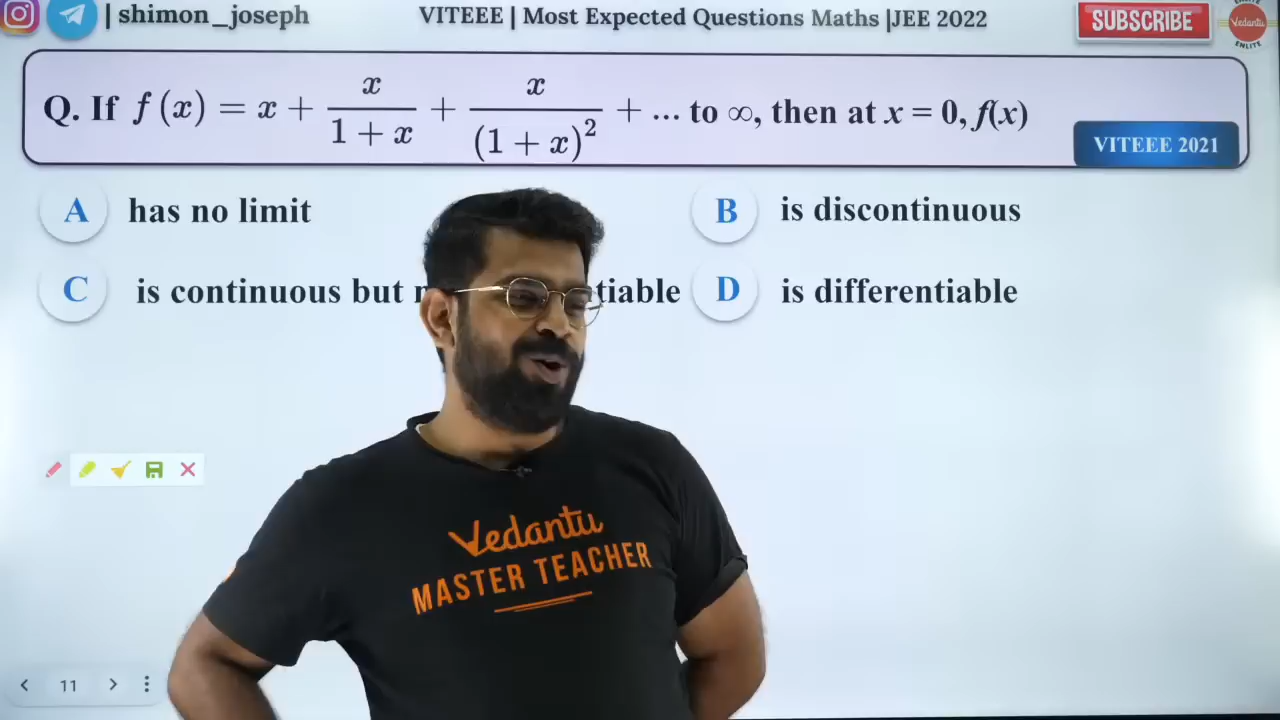 | shimon_joseph
VITEEE | Most Expected Questions Maths |JEE 2022
SUBSCRIBE
Vedantu
ENLITE
Q. If f (x) = x + x/(1 + x) + x/(1 + x)² + ... to ∞, then at x = 0, f(x)
VITEEE 2021
A has no limit
B is discontinuous
C is continuous but tiable
D is differentiable
Vedantu
MASTER TEACHER
11